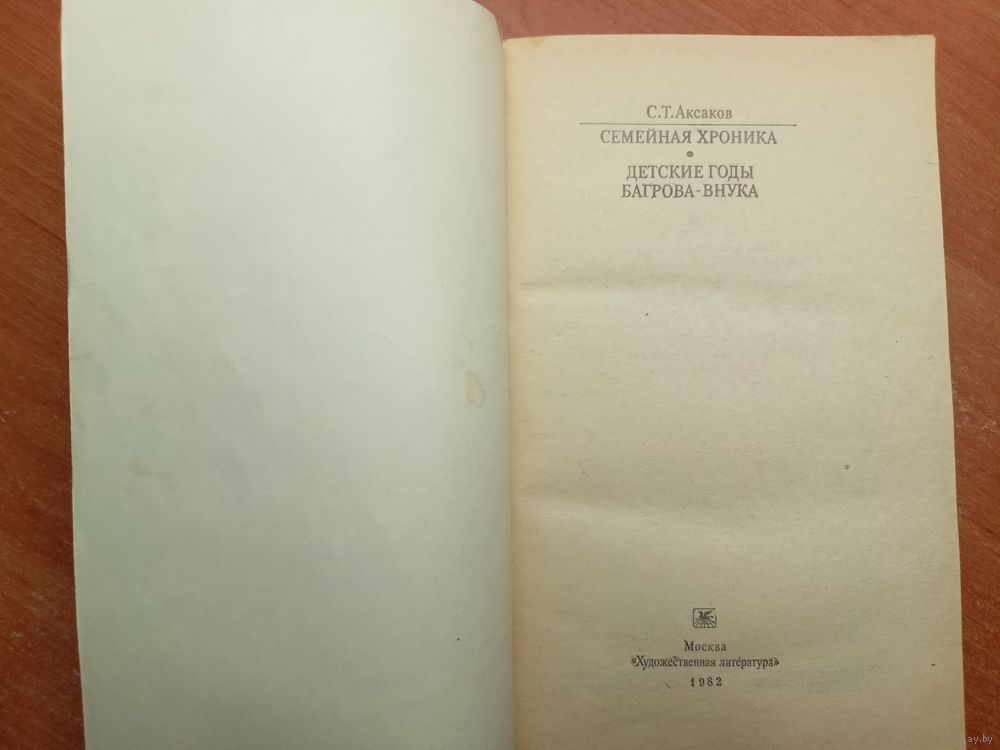 С.Т.Аксаков
СЕМЕЙНАЯ ХРОНИКА
ДЕТСКИЕ ГОДЫ
БАГРОВА-ВНУКА
Москва
«Художественная литература»
1982